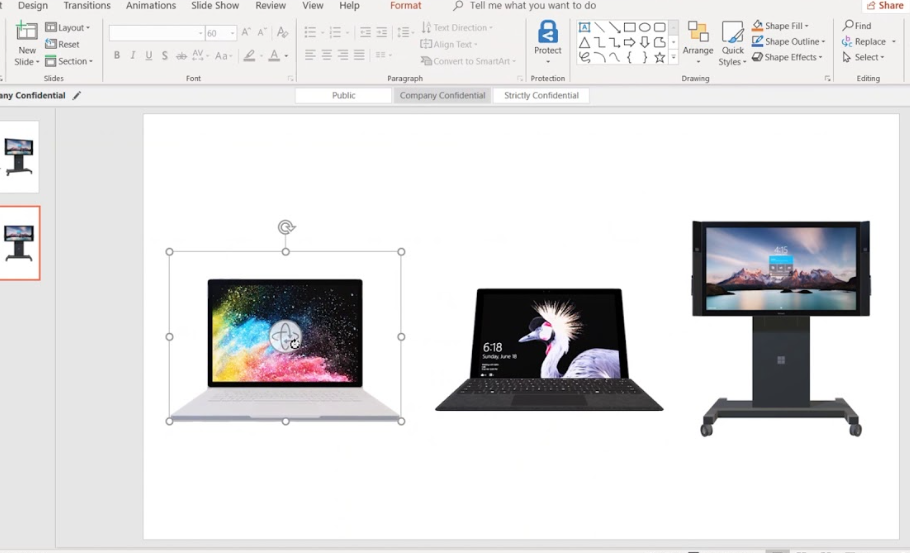 t Design Transitions Animations Slide Show Review View Help Format Tell me what you want to do Share
New Slide
Layout
Reset
Section
Slides
60
B I U S ab AV Aa A
Font
Text Direction
Align Text
Convert to SmartArt
Paragraph
Protect
Protection
Arrange
Quick Styles
Shape Fill
Shape Outline
Shape Effects
Drawing
Find
Replace
Select
Editing
any Confidential
Public Company Confidential Strictly Confidential
4:15
6:18
Sunday, June 18